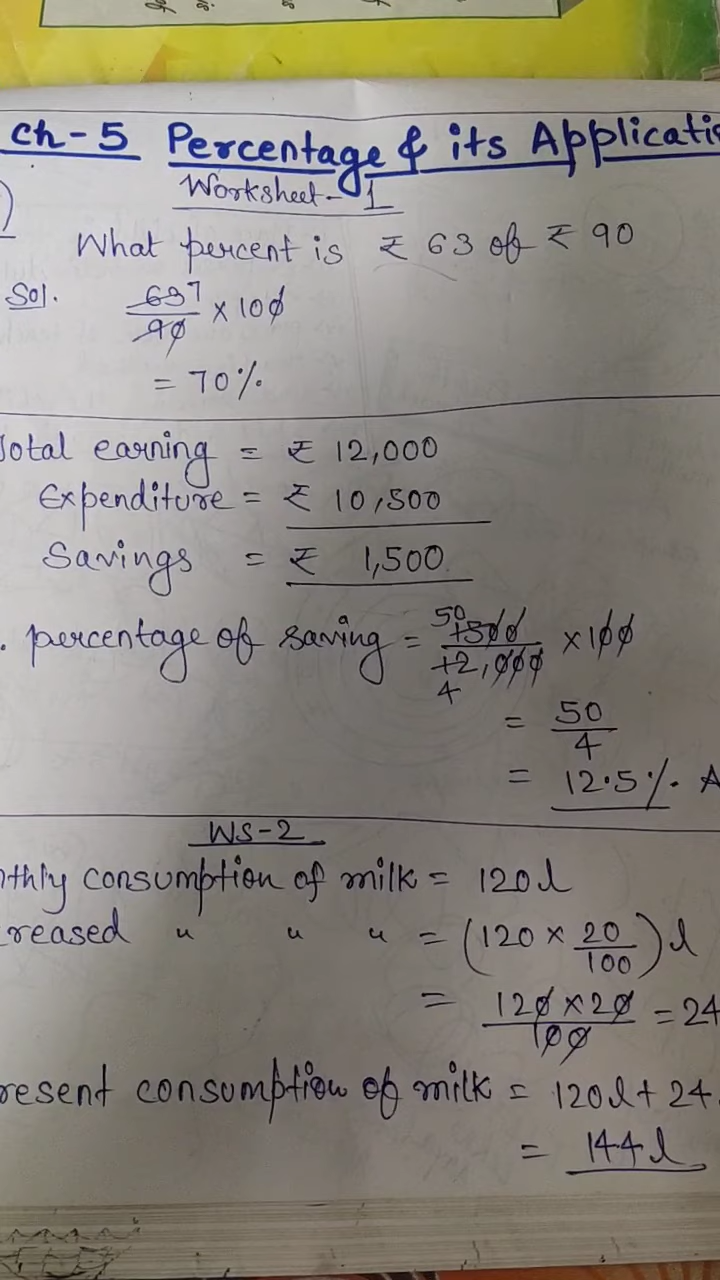 Ch-5 Percentage & its Applicatio
Worksheet-1
What percent is ₹ 63 of ₹ 90
Sol. 63 7/90 × 100
= 70%
Total earning = ₹ 12,000
Expenditure = ₹ 10,500
Savings = ₹ 1,500
. percentage of saving = 50 1500/12,000 4 × 100
= 50/4
= 12.5% A
WS-2
nthly consumption of milk = 120 l
creased " " " = (120 × 20/100) l
= 120 × 20/100 = 24
resent consumption of milk = 120 l + 24
= 144 l